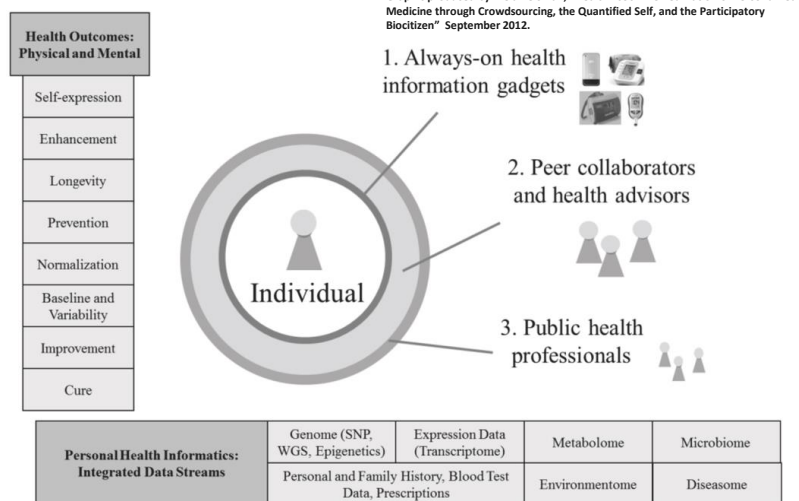 Medicine through Crowdsourcing, the Quantified Self, and the Participatory
Biocitizen” September 2012.
Health Outcomes:
Physical and Mental
Self-expression
Enhancement
Longevity
Prevention
Normalization
Baseline and
Variability
Improvement
Cure
1. Always-on health
information gadgets
2. Peer collaborators
and health advisors
Individual
3. Public health
professionals
Personal Health Informatics:
Integrated Data Streams
Genome (SNP,
WGS, Epigenetics)
Expression Data
(Transcriptome)
Metabolome
Microbiome
Personal and Family History, Blood Test
Data, Prescriptions
Environmentome
Diseasome